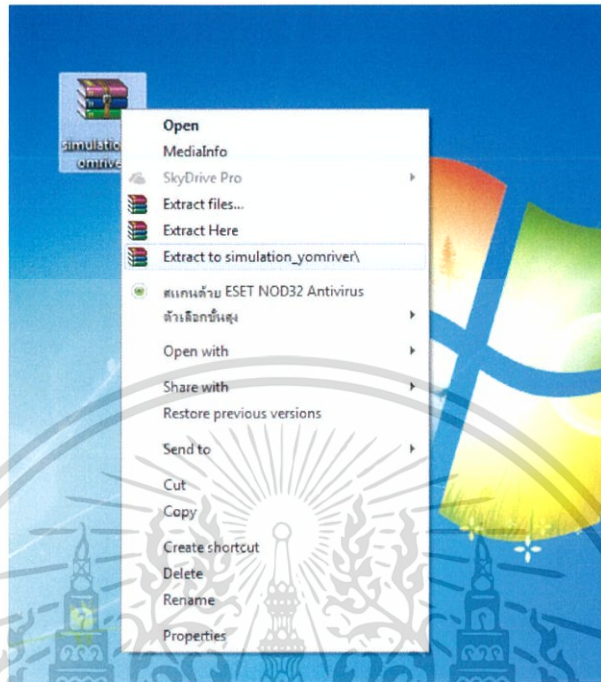 simulation_y
omriver
Open
MediaInfo
SkyDrive Pro
Extract files...
Extract Here
Extract to simulation_yomriver\
สแกนด้วย ESET NOD32 Antivirus
ตัวเลือกขั้นสูง
Open with
Share with
Restore previous versions
Send to
Cut
Copy
Create shortcut
Delete
Rename
Properties